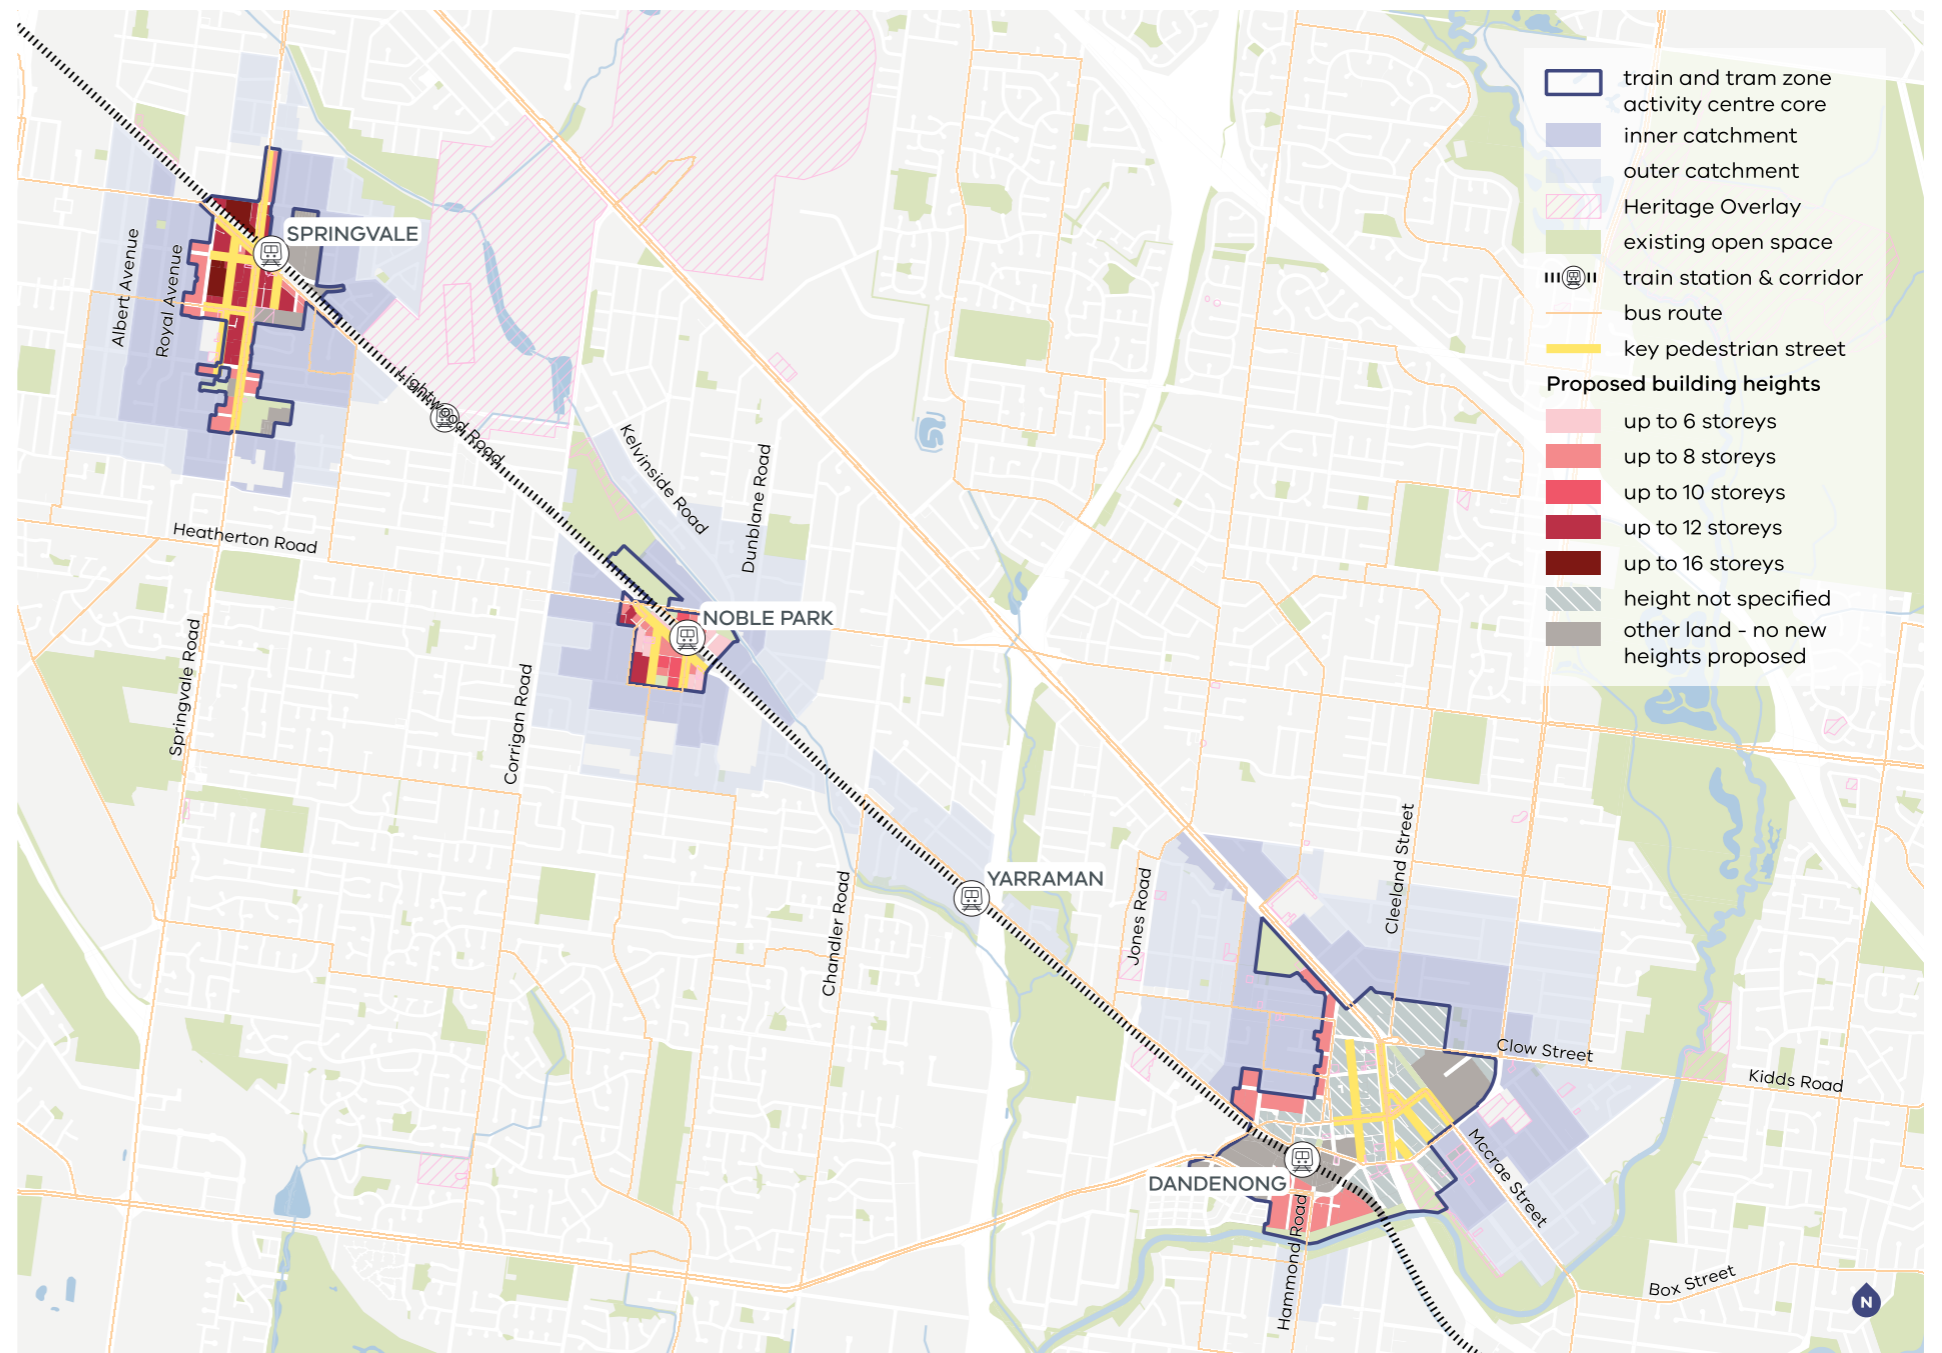 train and tram zone
activity centre core
inner catchment
outer catchment
Heritage Overlay
existing open space
train station & corridor
bus route
key pedestrian street
Proposed building heights
up to 6 storeys
up to 8 storeys
up to 10 storeys
up to 12 storeys
up to 16 storeys
height not specified
other land - no new
heights proposed
SPRINGVALE
Albert Avenue
Royal Avenue
Lightwood Road
Kelvinside Road
Dunblane Road
Heatherton Road
NOBLE PARK
Springvale Road
Corrigan Road
YARRAMAN
Chandler Road
Jones Road
Cleeland Street
Clow Street
Kidds Road
Mccrae Street
DANDENONG
Hammond Road
Box Street
N